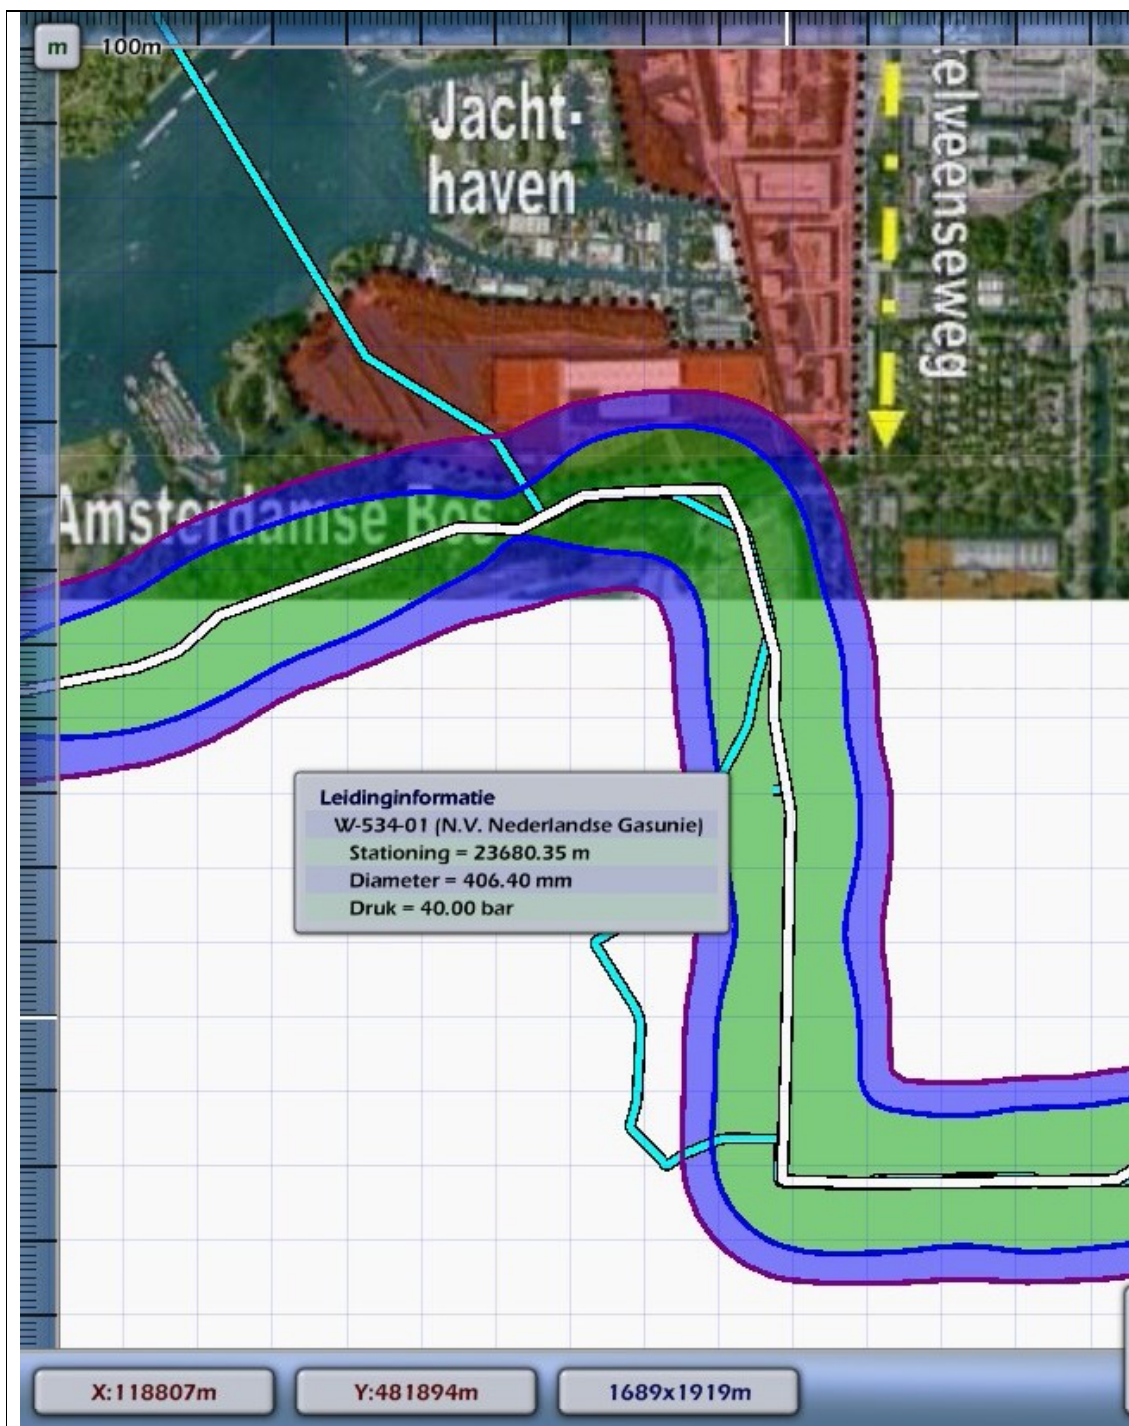 m
100m
Jacht-
haven
elveenseweg
Amsterdamse Bos
Leidinginformatie
W-534-01 (N.V. Nederlandse Gasunie)
Stationing = 23680.35 m
Diameter = 406.40 mm
Druk = 40.00 bar
X:118807m
Y:481894m
1689x1919m